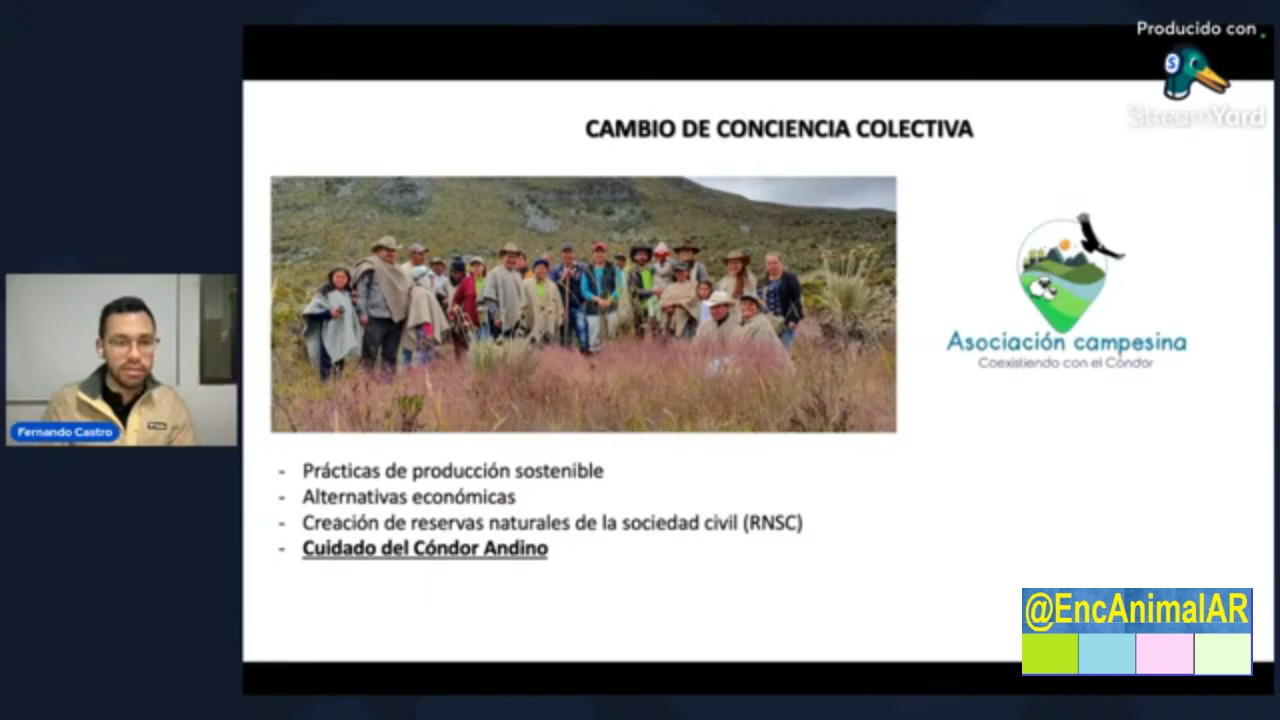 Producido con
StreamYard
CAMBIO DE CONCIENCIA COLECTIVA
Asociación campesina
Coexistiendo con el Cóndor
Fernando Castro
- Prácticas de producción sostenible
- Alternativas económicas
- Creación de reservas naturales de la sociedad civil (RNSC)
- Cuidado del Cóndor Andino
@EncAnimalAR